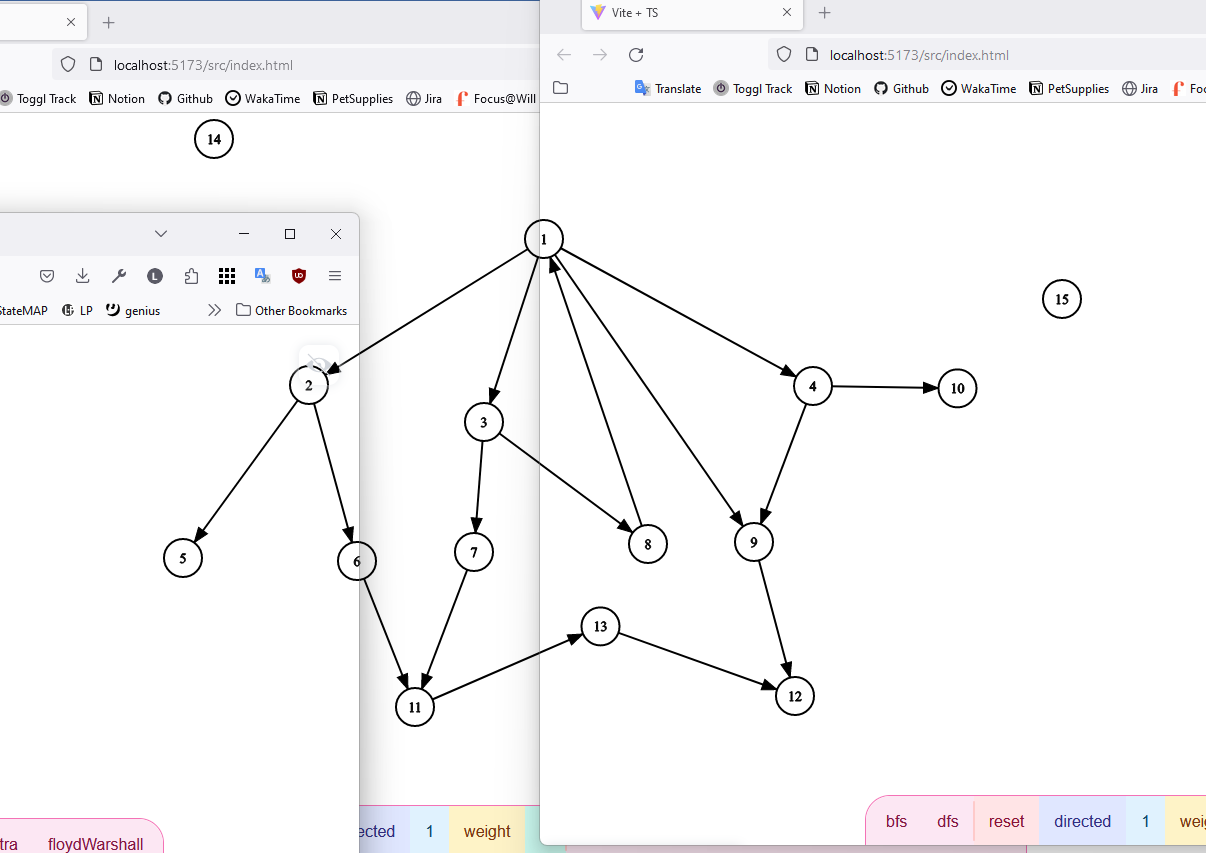 Vite + TS
localhost:5173/src/index.html
localhost:5173/src/index.html
Translate Toggl Track Notion Github WakaTime PetSupplies Jira
Toggl Track Notion Github WakaTime PetSupplies Jira Focus@Will
14
1
15
StateMAP LP genius Other Bookmarks
2
4
10
3
5
6
7
8
9
13
12
11
bfs dfs reset directed 1
1 weight
floydWarshall